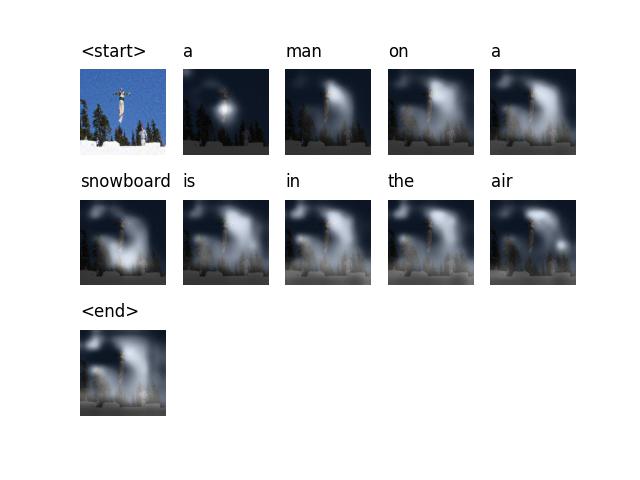 <start> a man on a
snowboard is in the air
<end>